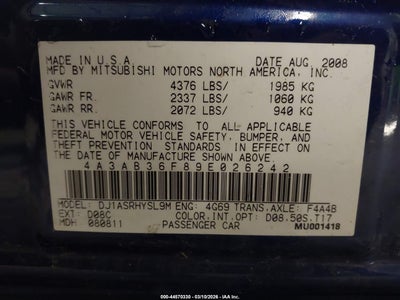 MADE IN U.S.A. DATE AUG, 2008
MFD BY MITSUBISHI MOTORS NORTH AMERICA, INC.
GVWR 4376 LBS/ 1985 KG
GAWR FR. 2337 LBS/ 1060 KG
GAWR RR. 2072 LBS/ 940 KG
THIS VEHICLE CONFORMS TO ALL APPLICABLE
FEDERAL MOTOR VEHICLE SAFETY, BUMPER, AND
THEFT PREVENTION STANDARDS IN EFFECT ON THE
DATE OF MANUFACTURE SHOWN ABOVE.
4A3AB36F89E026242
MODEL: DJ1ASRHYSL9M ENG: 4G69 TRANS.AXLE: F4A4B
EXT: D08C COLOR.INT.OPT: D08.50S.T17
MDH 080811 PASSENGER CAR MU001418
000-44570330 - 03/10/2026 - IAAI